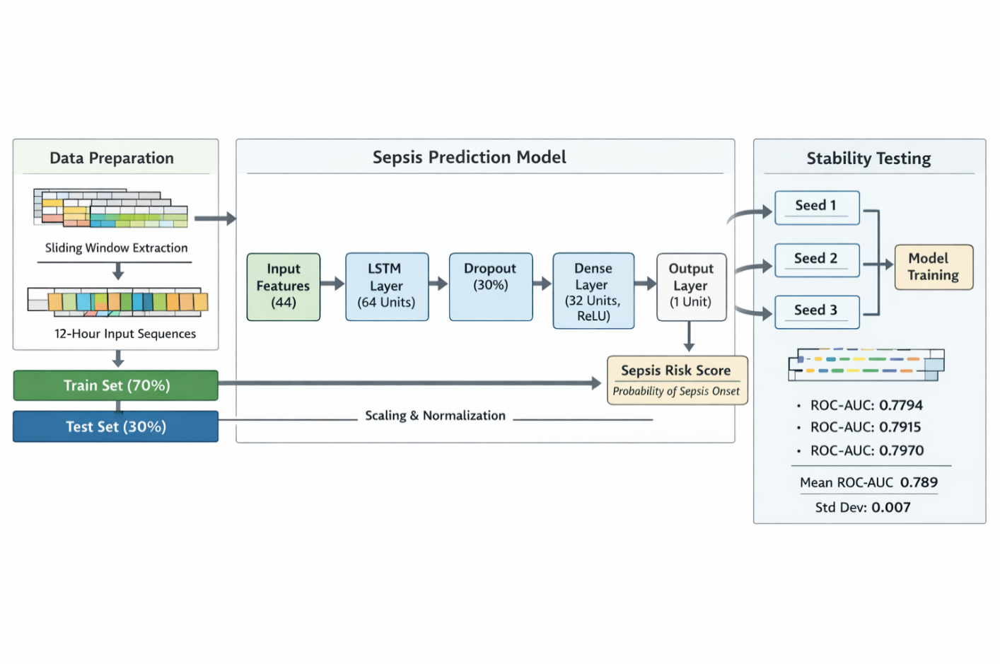 Data Preparation
Sliding Window Extraction
12-Hour Input Sequences
Train Set (70%)
Test Set (30%)
Sepsis Prediction Model
Input
Features
(44)
LSTM
Layer
(64 Units)
Dropout
(30%)
Dense
Layer
(32 Units,
ReLU)
Output
Layer
(1 Unit)
Sepsis Risk Score
Probability of Sepsis Onset
Scaling & Normalization
Stability Testing
Seed 1
Seed 2
Seed 3
Model
Training
• ROC-AUC: 0.7794
• ROC-AUC: 0.7915
• ROC-AUC: 0.7970
Mean ROC-AUC 0.789
Std Dev: 0.007